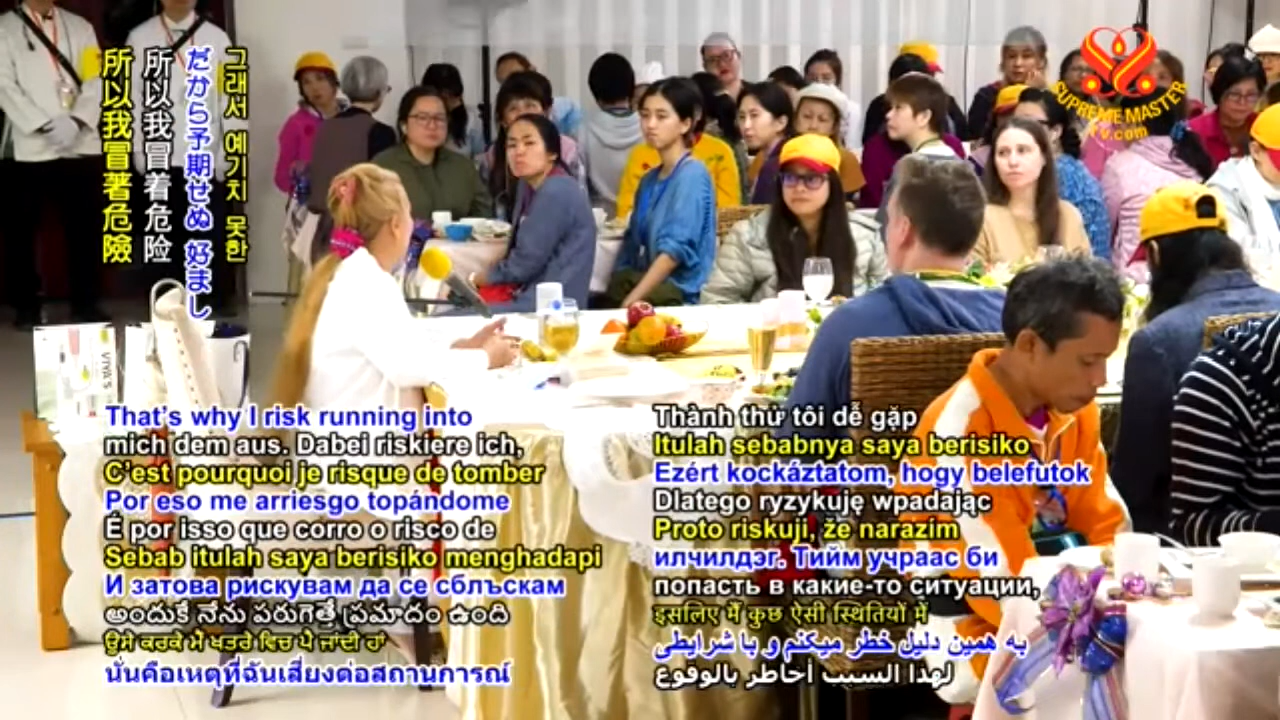 그래서 예기치 못한
だから予期せぬ 好まし
所以我冒着危险
所以我冒著危險
SUPREME MASTER
TV.com
VIVA'S
That's why I risk running into
mich dem aus. Dabei riskiere ich,
C'est pourquoi je risque de tomber
Por eso me arriesgo topándome
É por isso que corro o risco de
Sebab itulah saya berisiko menghadapi
И затова рискувам да се сблъскам
అందుకే నేను పరుగెత్తే ప్రమాదం ఉంది
ਉਸੇ ਕਰਕੇ ਮੈਂ ਖਤਰੇ ਵਿਚ ਪੈ ਜਾਂਦੀ ਹਾਂ
นั่นคือเหตุที่ฉันเสี่ยงต่อสถานการณ์
Thành thử tôi dễ gặp
Itulah sebabnya saya berisiko
Ezért kockáztatom, hogy belefutok
Dlatego ryzykuję wpadając
Proto riskuji, že narazím
илчилдэг. Тийм учраас би
попасть в какие-то ситуации,
इसलिए मैं कुछ ऐसी स्थितियों में
به همین دلیل خطر میکنم و با شرایطی
لهذا السبب أخاطر بالوقوع